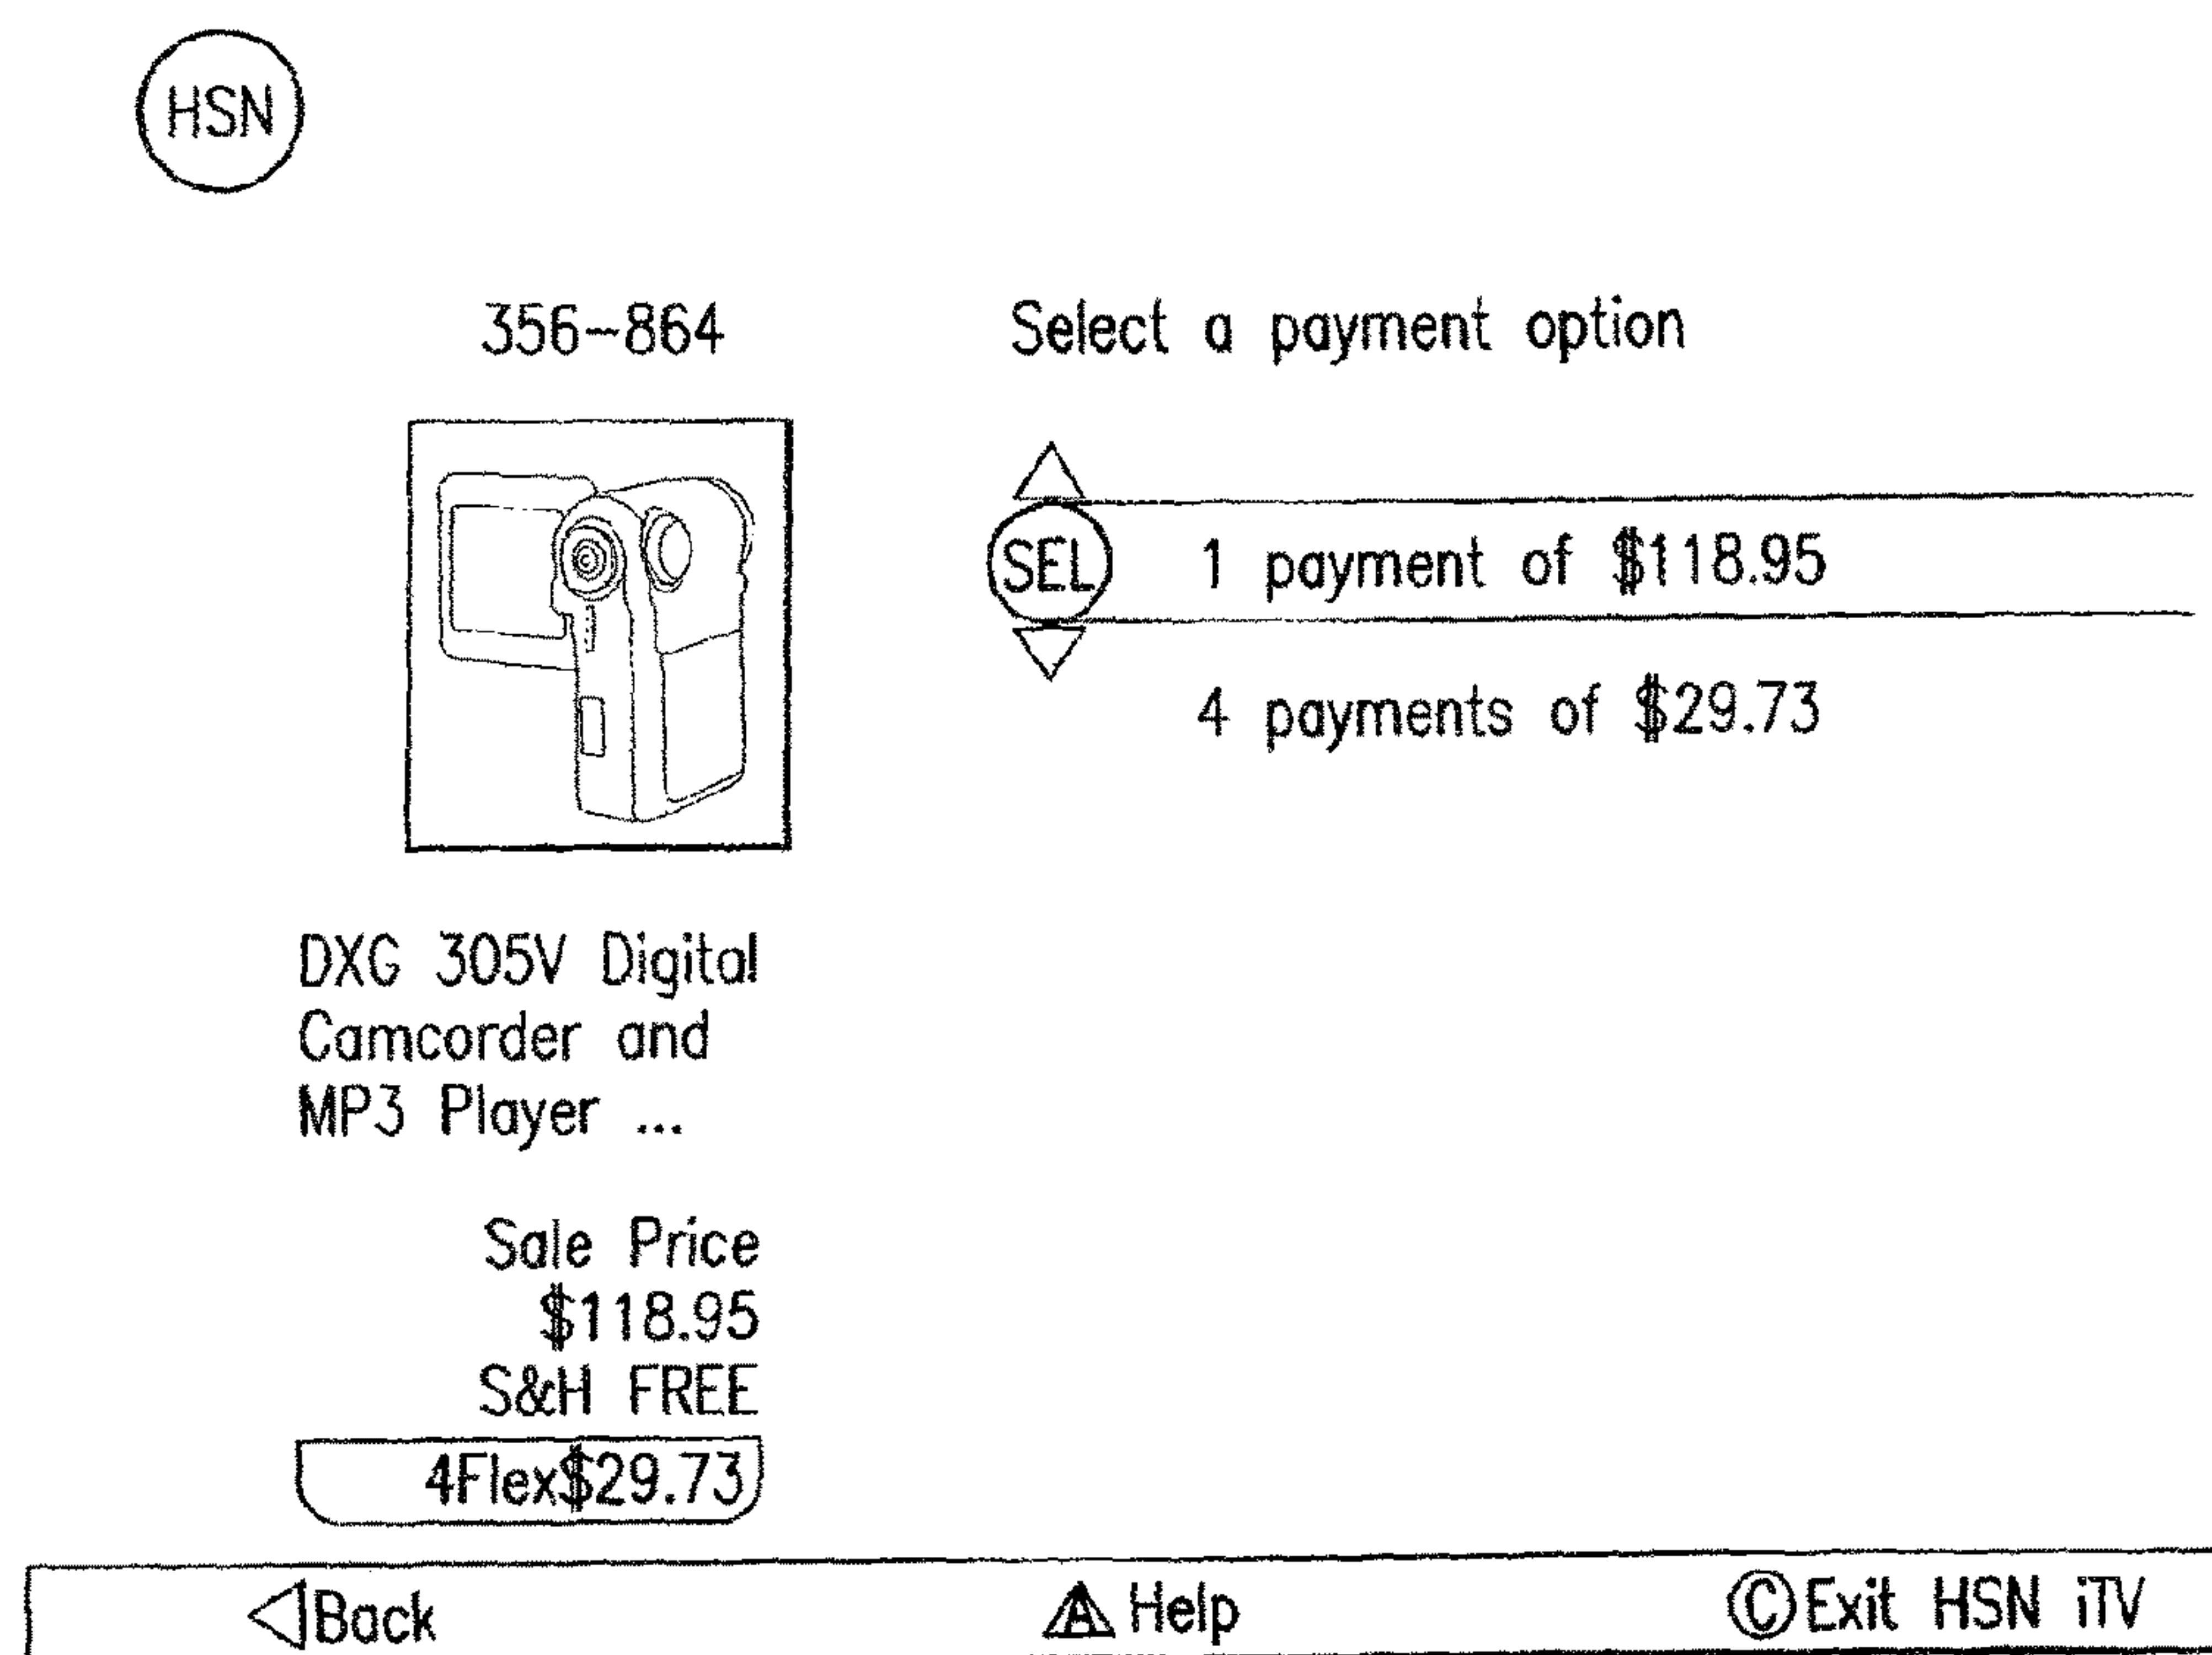 HSN
356-864
Select a payment option
SEL 1 payment of $118.95
4 payments of $29.73
DXG 305V Digital
Camcorder and
MP3 Player ...
Sale Price
$118.95
S&H FREE
4Flex$29.73
Back
A Help
C Exit HSN iTV